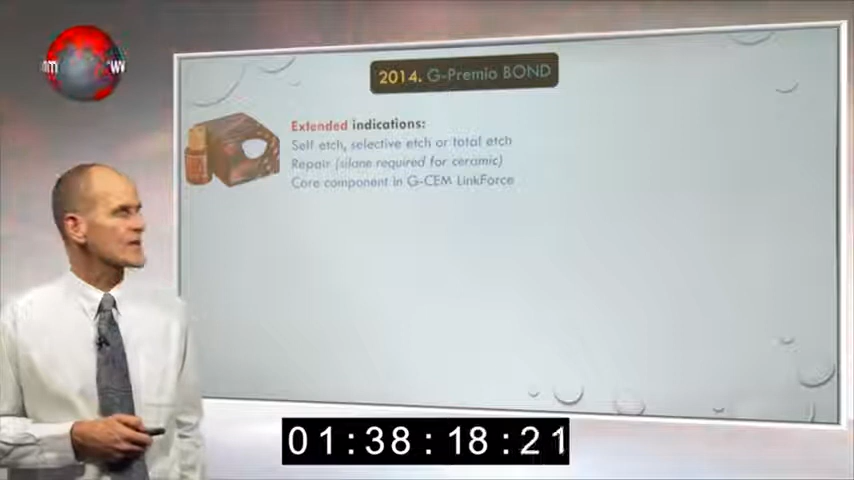 2014. G-Premio BOND
Extended indications:
Self etch, selective etch or total etch
Repair (silane required for ceramic)
Core component in G-CEM LinkForce
01:38:18:21